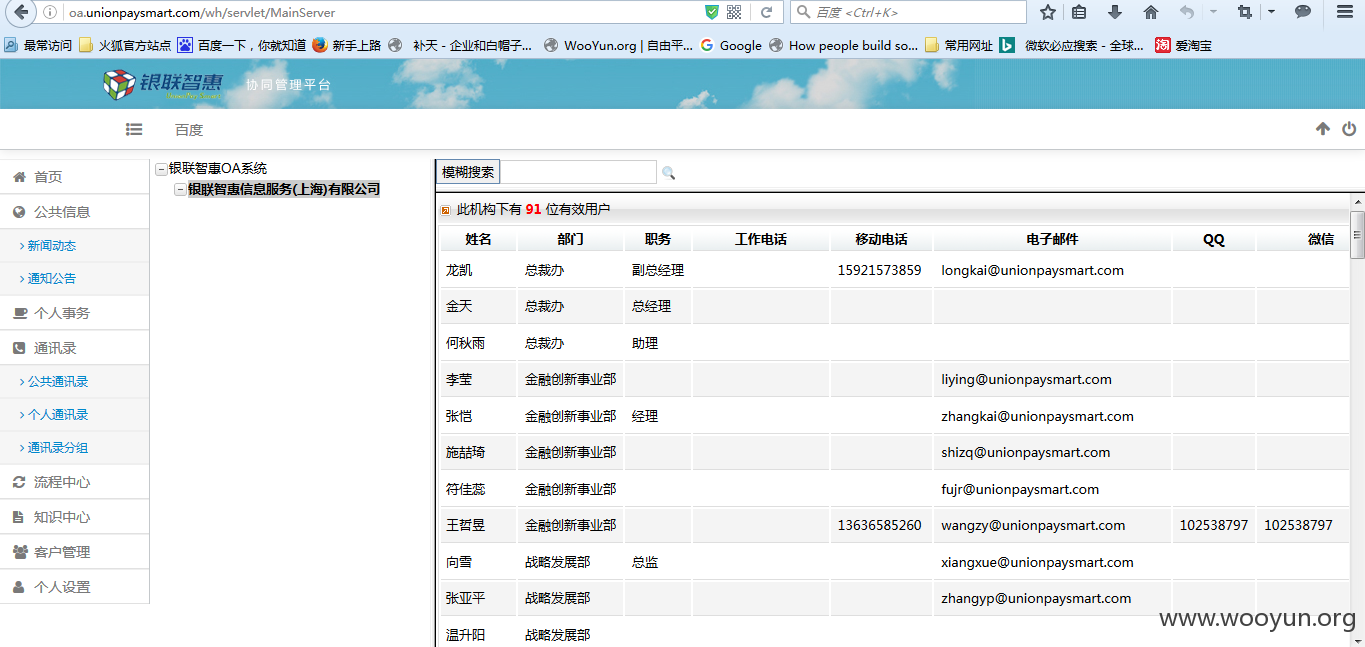 oa.unionpaysmart.com/wh/servlet/MainServer
百度 <Ctrl+K>
最常访问 火狐官方站点 百度一下，你就知道 新手上路 补天 - 企业和白帽子... WooYun.org | 自由平... Google How people build so... 常用网址 微软必应搜索 - 全球... 爱淘宝
银联智惠 协同管理平台
百度
首页
公共信息
新闻动态
通知公告
个人事务
通讯录
公共通讯录
个人通讯录
通讯录分组
流程中心
知识中心
客户管理
个人设置
银联智惠OA系统
银联智惠信息服务(上海)有限公司
模糊搜索
此机构下有 91 位有效用户
姓名 部门 职务 工作电话 移动电话 电子邮件 QQ 微信
龙凯 总裁办 副总经理 15921573859 longkai@unionpaysmart.com
金天 总裁办 总经理
何秋雨 总裁办 助理
李莹 金融创新事业部 liying@unionpaysmart.com
张恺 金融创新事业部 经理 zhangkai@unionpaysmart.com
施喆琦 金融创新事业部 shizq@unionpaysmart.com
符佳蕊 金融创新事业部 fujr@unionpaysmart.com
王哲昱 金融创新事业部 13636585260 wangzy@unionpaysmart.com 102538797 102538797
向雪 战略发展部 总监 xiangxue@unionpaysmart.com
张亚平 战略发展部 zhangyp@unionpaysmart.com
温升阳 战略发展部
www.wooyun.org